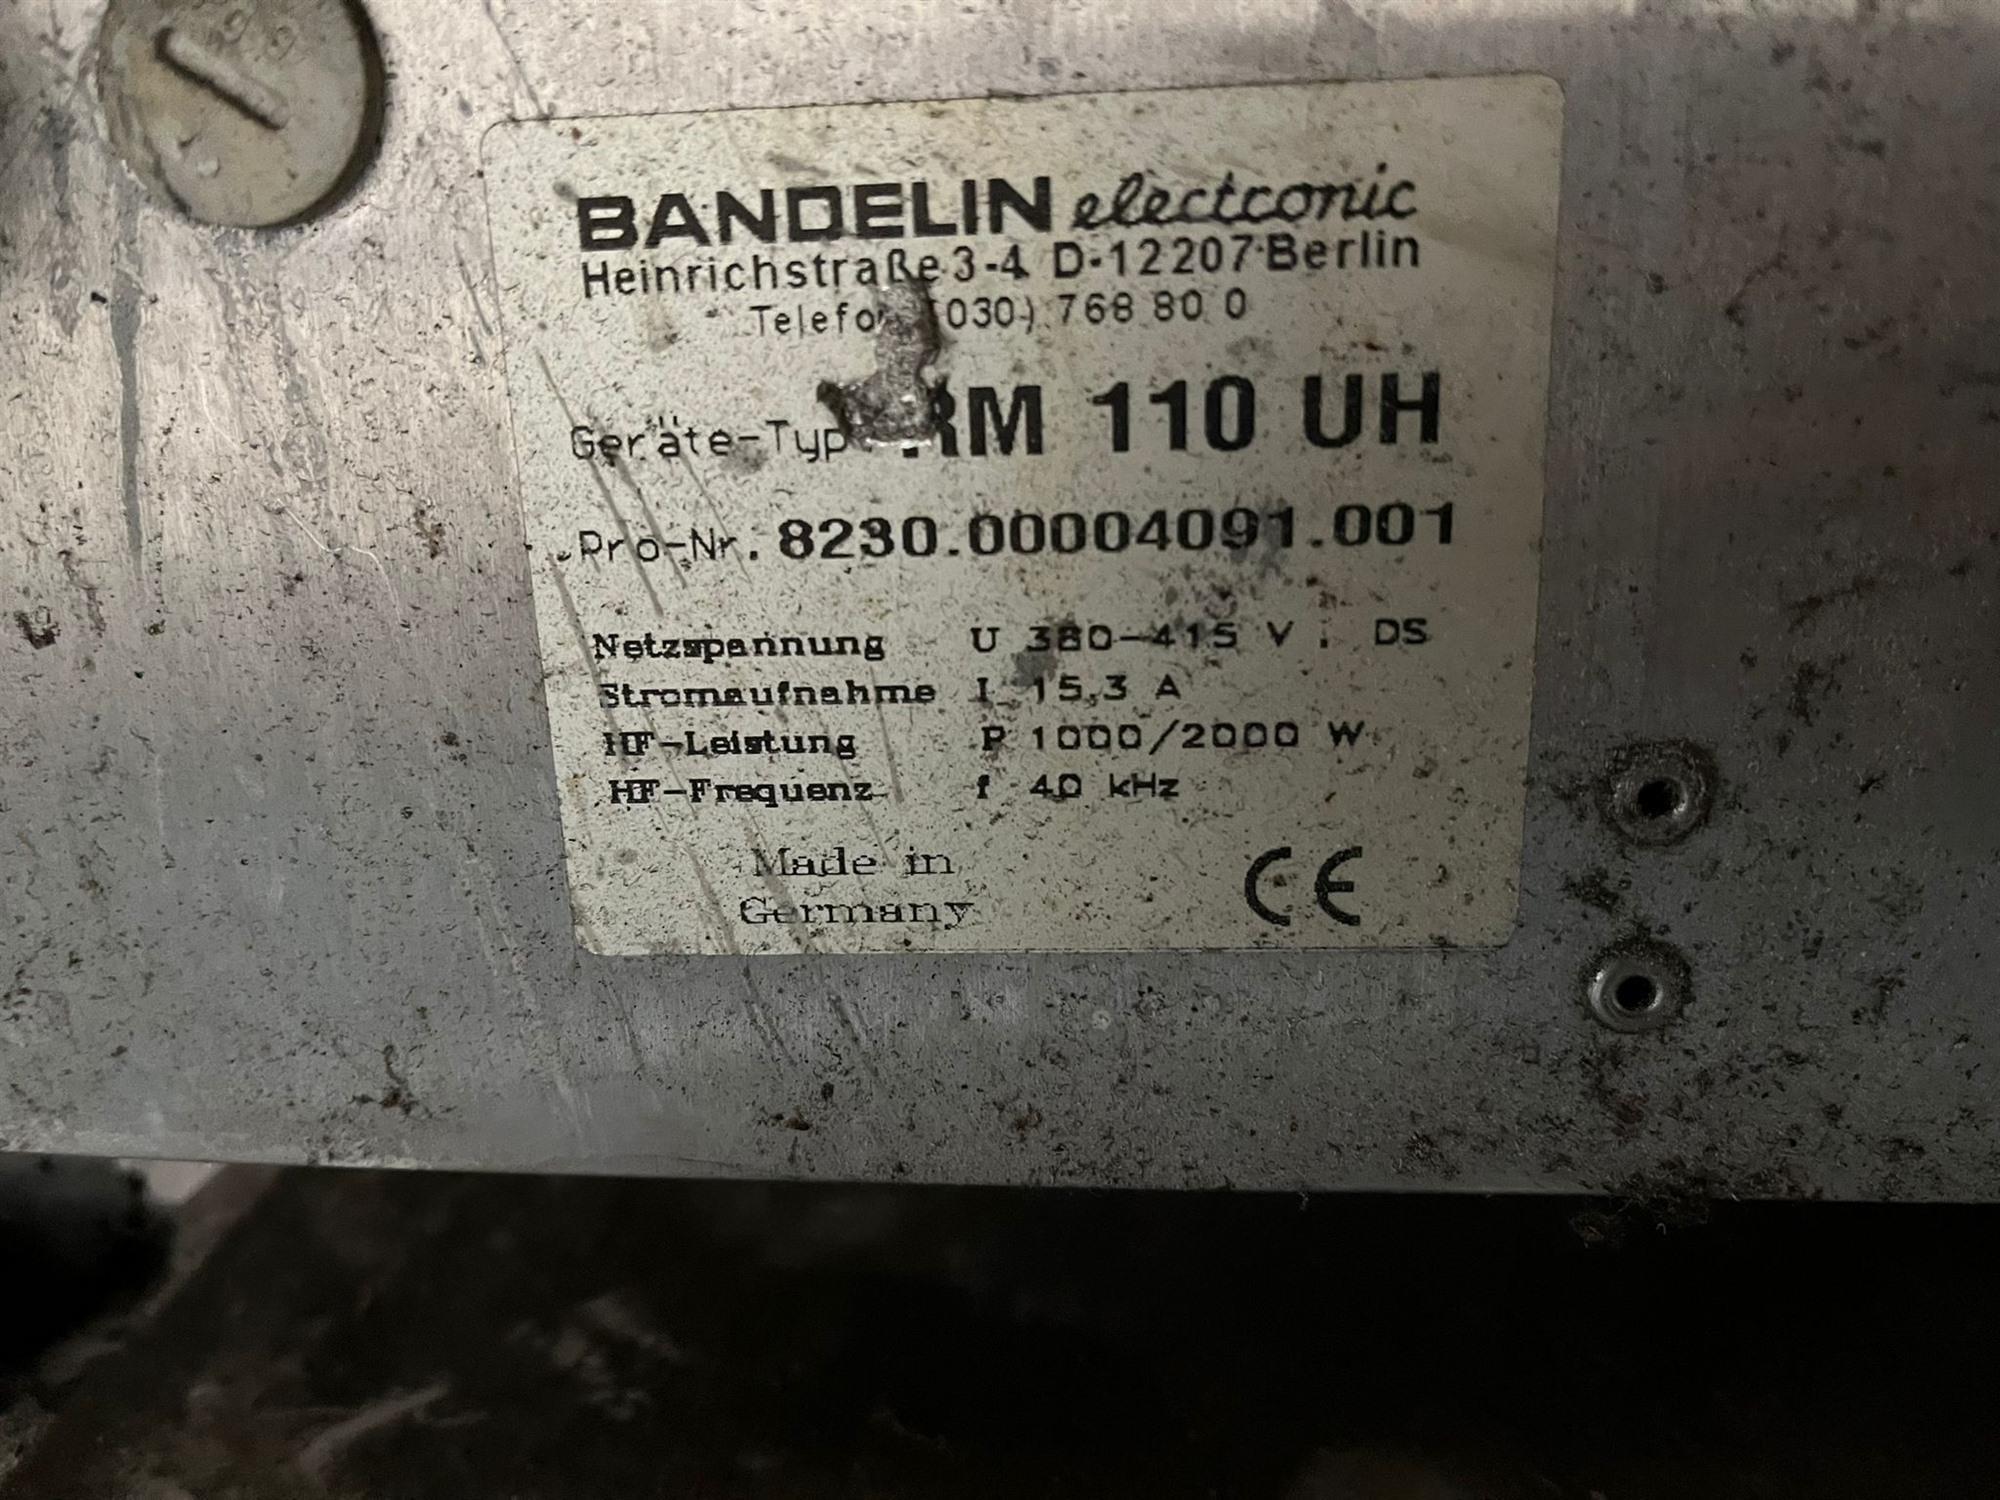 BANDELIN electronic
Heinrichstraße 3-4 D-12207 Berlin
(030) 768 80 0
Geräte-Typ RM 110 UH
Pro-Nr. 8230.00004091.001
Netzspannung U 380-415 V DS
Stromaufnahme I 15,3 A
HF-Leistung P 1000/2000 W
HF-Frequenz f 40 kHz
Made in
Germany
CE